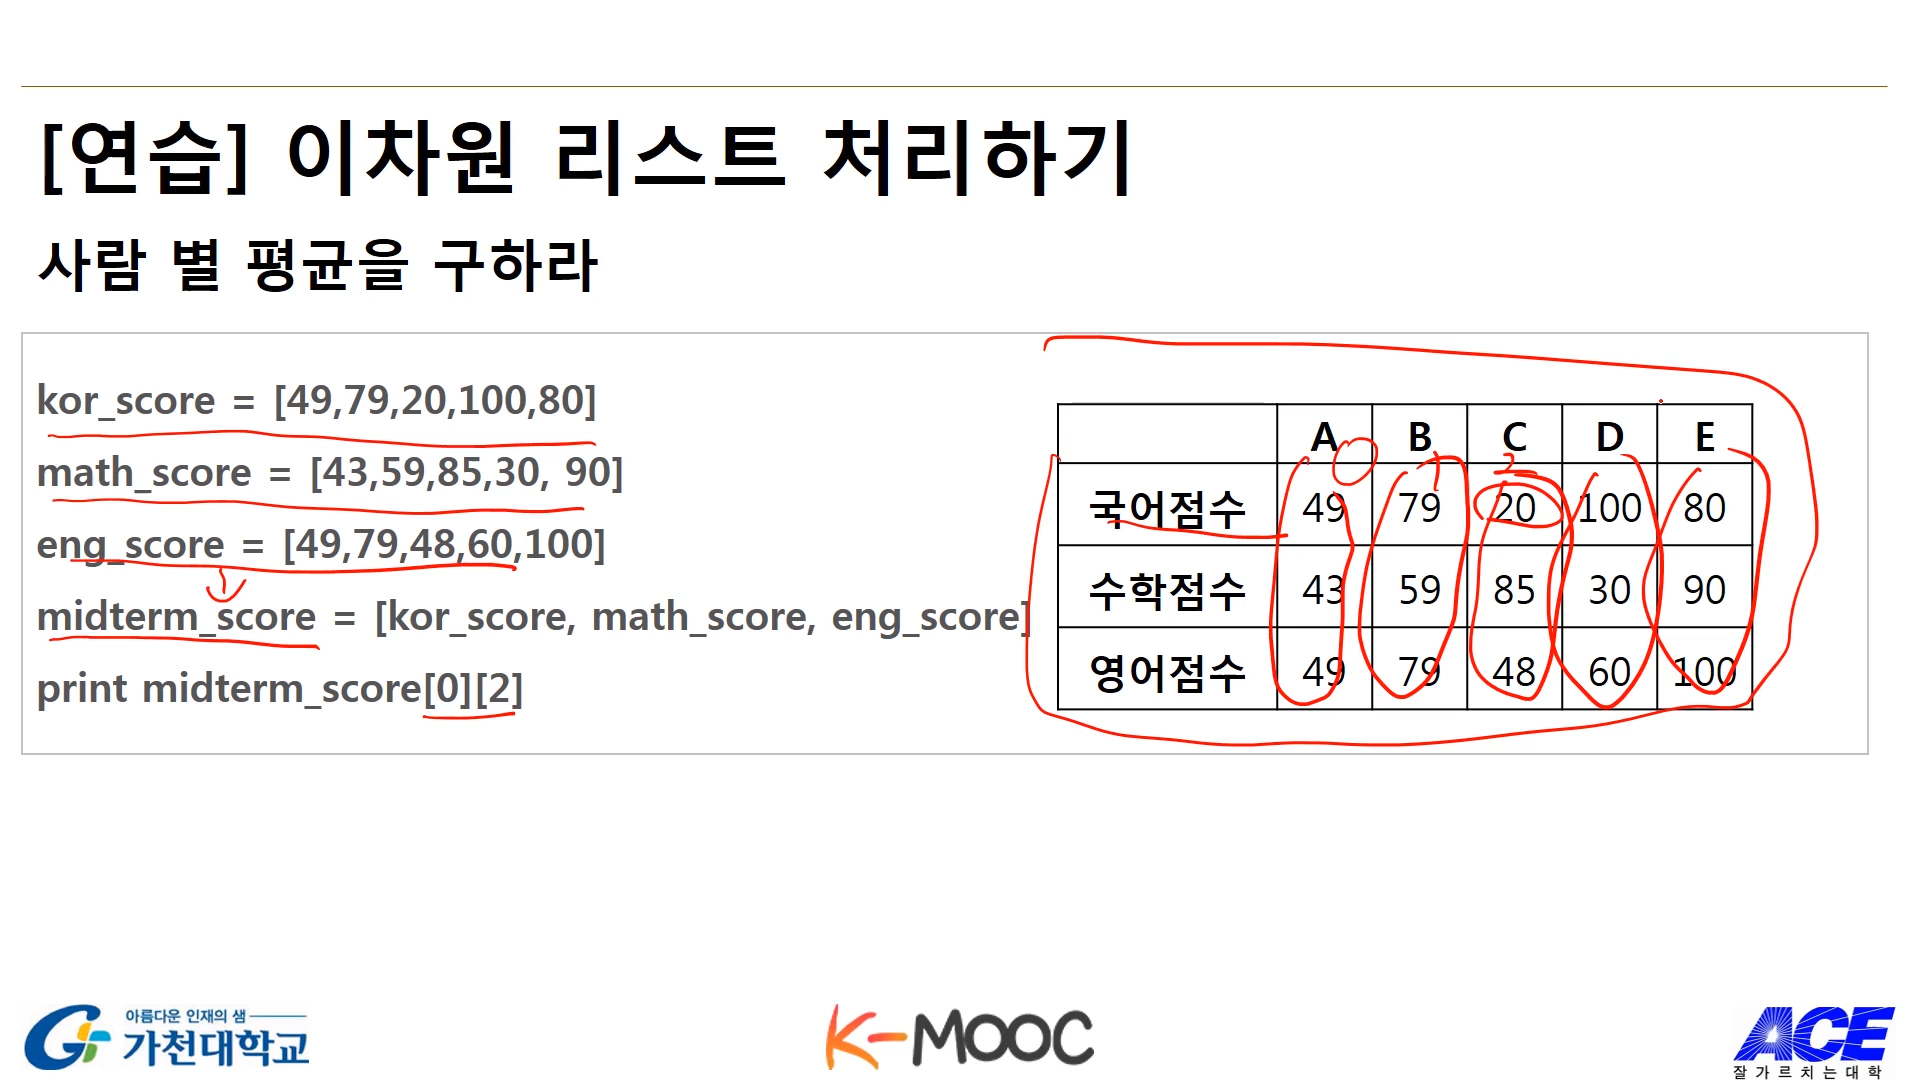 [연습] 이차원 리스트 처리하기
사람 별 평균을 구하라
kor_score = [49,79,20,100,80]
math_score = [43,59,85,30, 90]
eng_score = [49,79,48,60,100]
midterm_score = [kor_score, math_score, eng_score]
print midterm_score[0][2]
A B C D E
0 1 2
국어점수 49 79 20 100 80
수학점수 43 59 85 30 90
영어점수 49 79 48 60 100
아름다운 인재의 샘
가천대학교
K-MOOC
ACE
잘가르치는대학